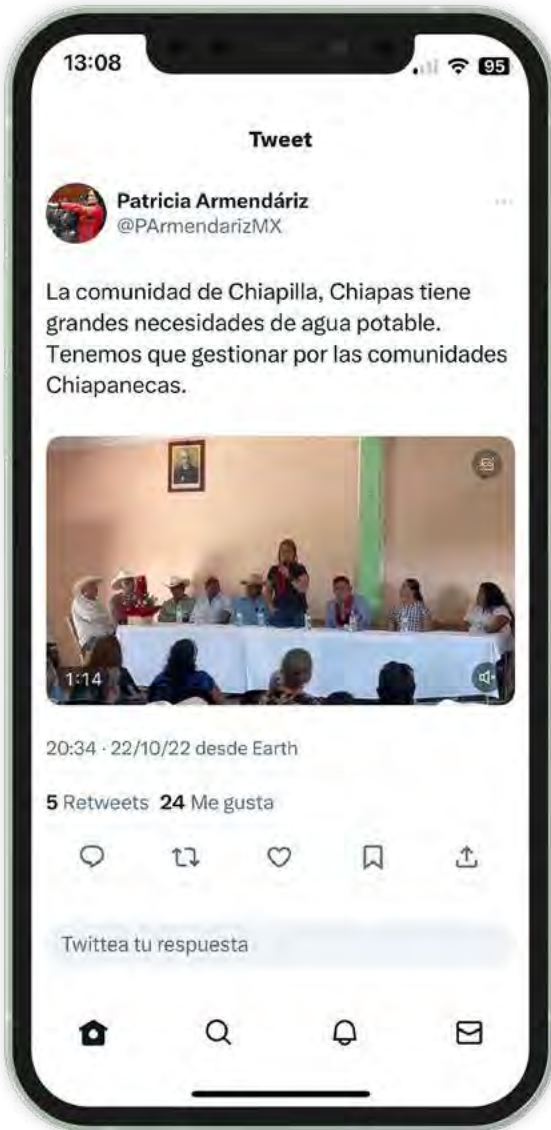 13:08
95
Tweet
Patricia Armendáriz
@PArmendarizMX
La comunidad de Chiapilla, Chiapas tiene
grandes necesidades de agua potable.
Tenemos que gestionar por las comunidades
Chiapanecas.
1:14
20:34 · 22/10/22 desde Earth
5 Retweets 24 Me gusta
Twittea tu respuesta